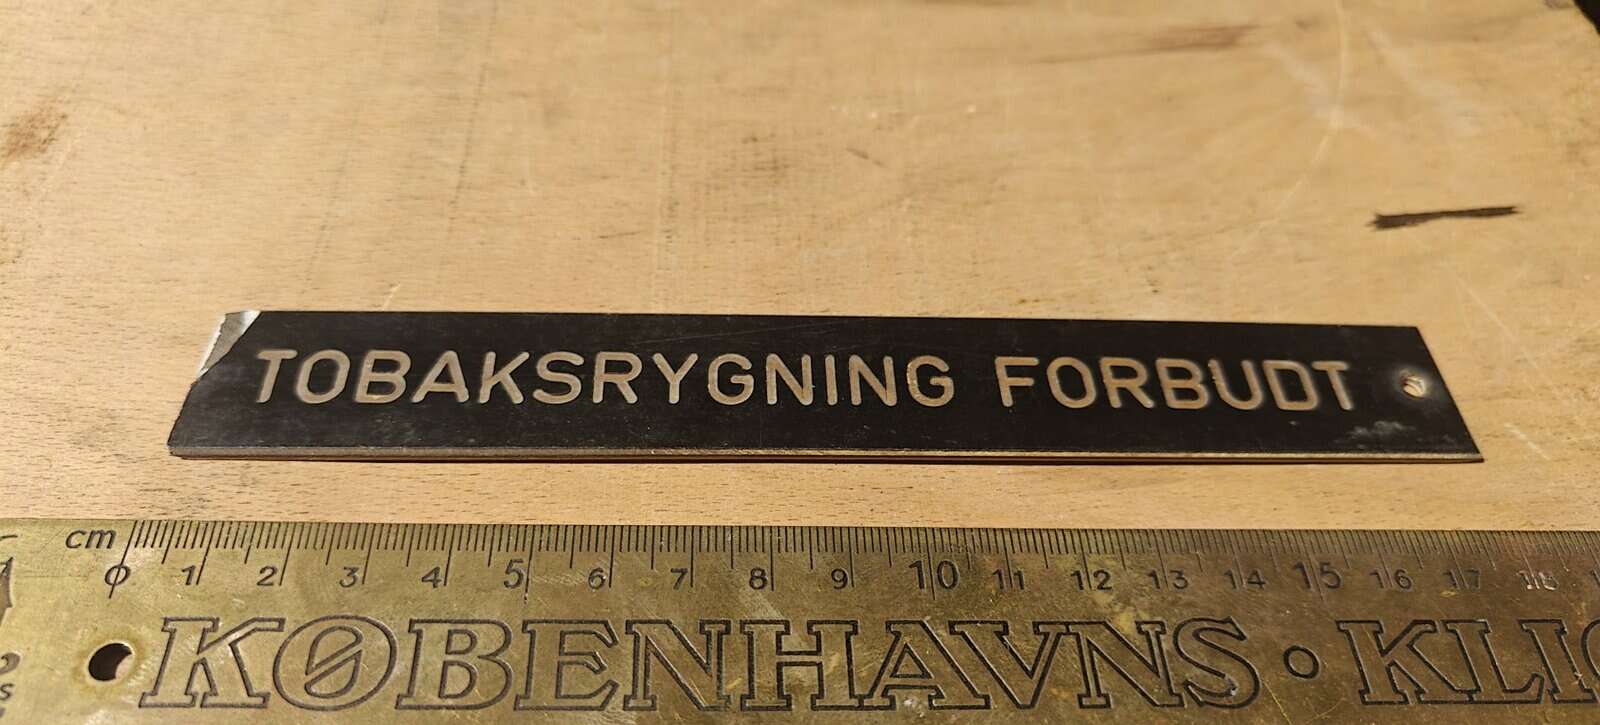 TOBAKSRYGNING FORBUDT
cm
0 1 2 3 4 5 6 7 8 9 10 11 12 13 14 15 16 17 18
KØBENHAVNS